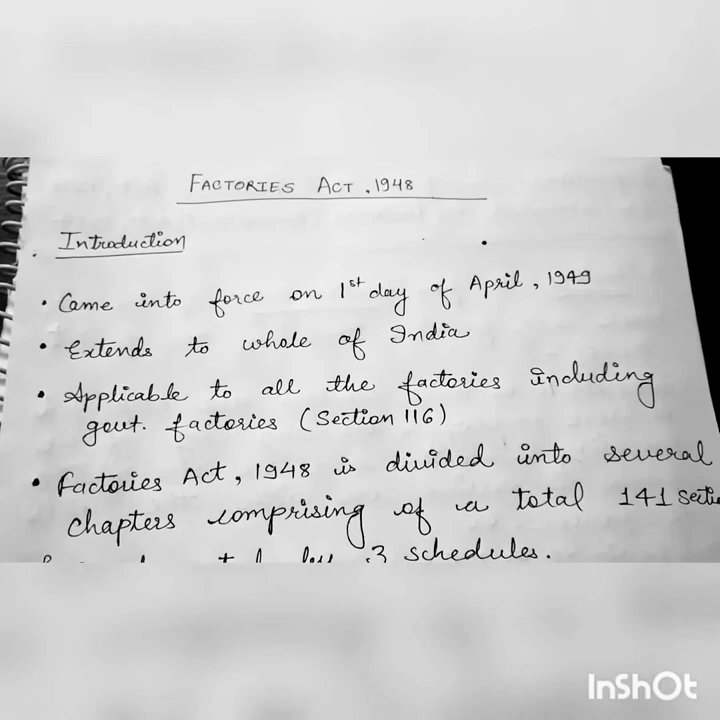 FACTORIES ACT, 1948
Introduction
• Came into force on 1st day of April, 1949
• Extends to whole of India
• Applicable to all the factories including
govt. factories (Section 116)
• Factories Act, 1948 is divided into several
chapters comprising of a total 141
3 schedules.
InShOt